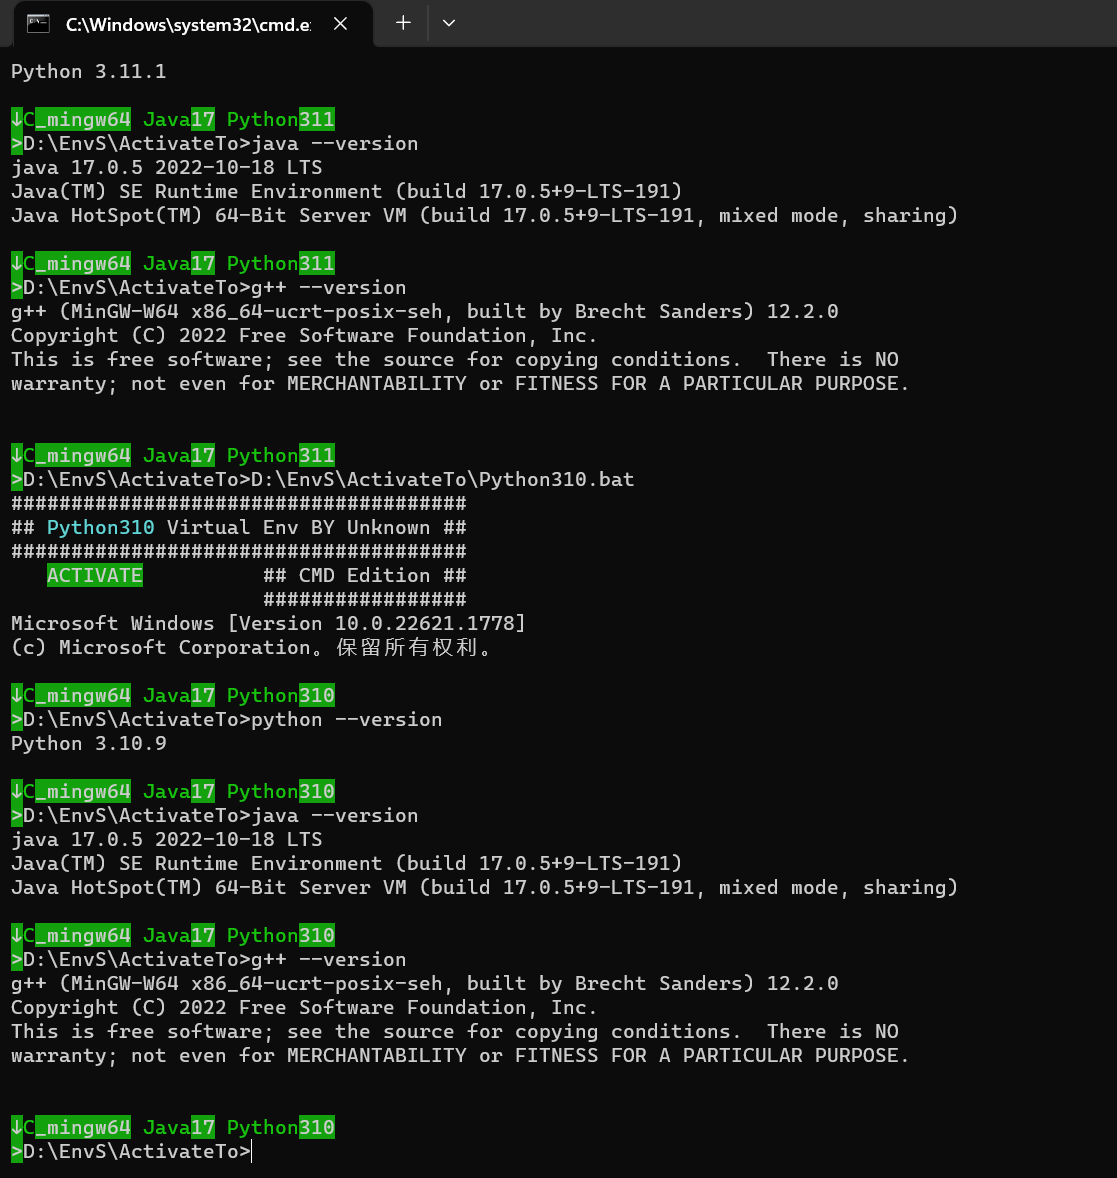 C:\Windows\system32\cmd.e
Python 3.11.1
↓C_mingw64 Java17 Python311
>D:\EnvS\ActivateTo>java --version
java 17.0.5 2022-10-18 LTS
Java(TM) SE Runtime Environment (build 17.0.5+9-LTS-191)
Java HotSpot(TM) 64-Bit Server VM (build 17.0.5+9-LTS-191, mixed mode, sharing)
↓C_mingw64 Java17 Python311
>D:\EnvS\ActivateTo>g++ --version
g++ (MinGW-W64 x86_64-ucrt-posix-seh, built by Brecht Sanders) 12.2.0
Copyright (C) 2022 Free Software Foundation, Inc.
This is free software; see the source for copying conditions.  There is NO
warranty; not even for MERCHANTABILITY or FITNESS FOR A PARTICULAR PURPOSE.
↓C_mingw64 Java17 Python311
>D:\EnvS\ActivateTo>D:\EnvS\ActivateTo\Python310.bat
######################################
## Python310 Virtual Env BY Unknown ##
######################################
   ACTIVATE          ## CMD Edition ##
                     #################
Microsoft Windows [Version 10.0.22621.1778]
(c) Microsoft Corporation。保留所有权利。
↓C_mingw64 Java17 Python310
>D:\EnvS\ActivateTo>python --version
Python 3.10.9
↓C_mingw64 Java17 Python310
>D:\EnvS\ActivateTo>java --version
java 17.0.5 2022-10-18 LTS
Java(TM) SE Runtime Environment (build 17.0.5+9-LTS-191)
Java HotSpot(TM) 64-Bit Server VM (build 17.0.5+9-LTS-191, mixed mode, sharing)
↓C_mingw64 Java17 Python310
>D:\EnvS\ActivateTo>g++ --version
g++ (MinGW-W64 x86_64-ucrt-posix-seh, built by Brecht Sanders) 12.2.0
Copyright (C) 2022 Free Software Foundation, Inc.
This is free software; see the source for copying conditions.  There is NO
warranty; not even for MERCHANTABILITY or FITNESS FOR A PARTICULAR PURPOSE.
↓C_mingw64 Java17 Python310
>D:\EnvS\ActivateTo>